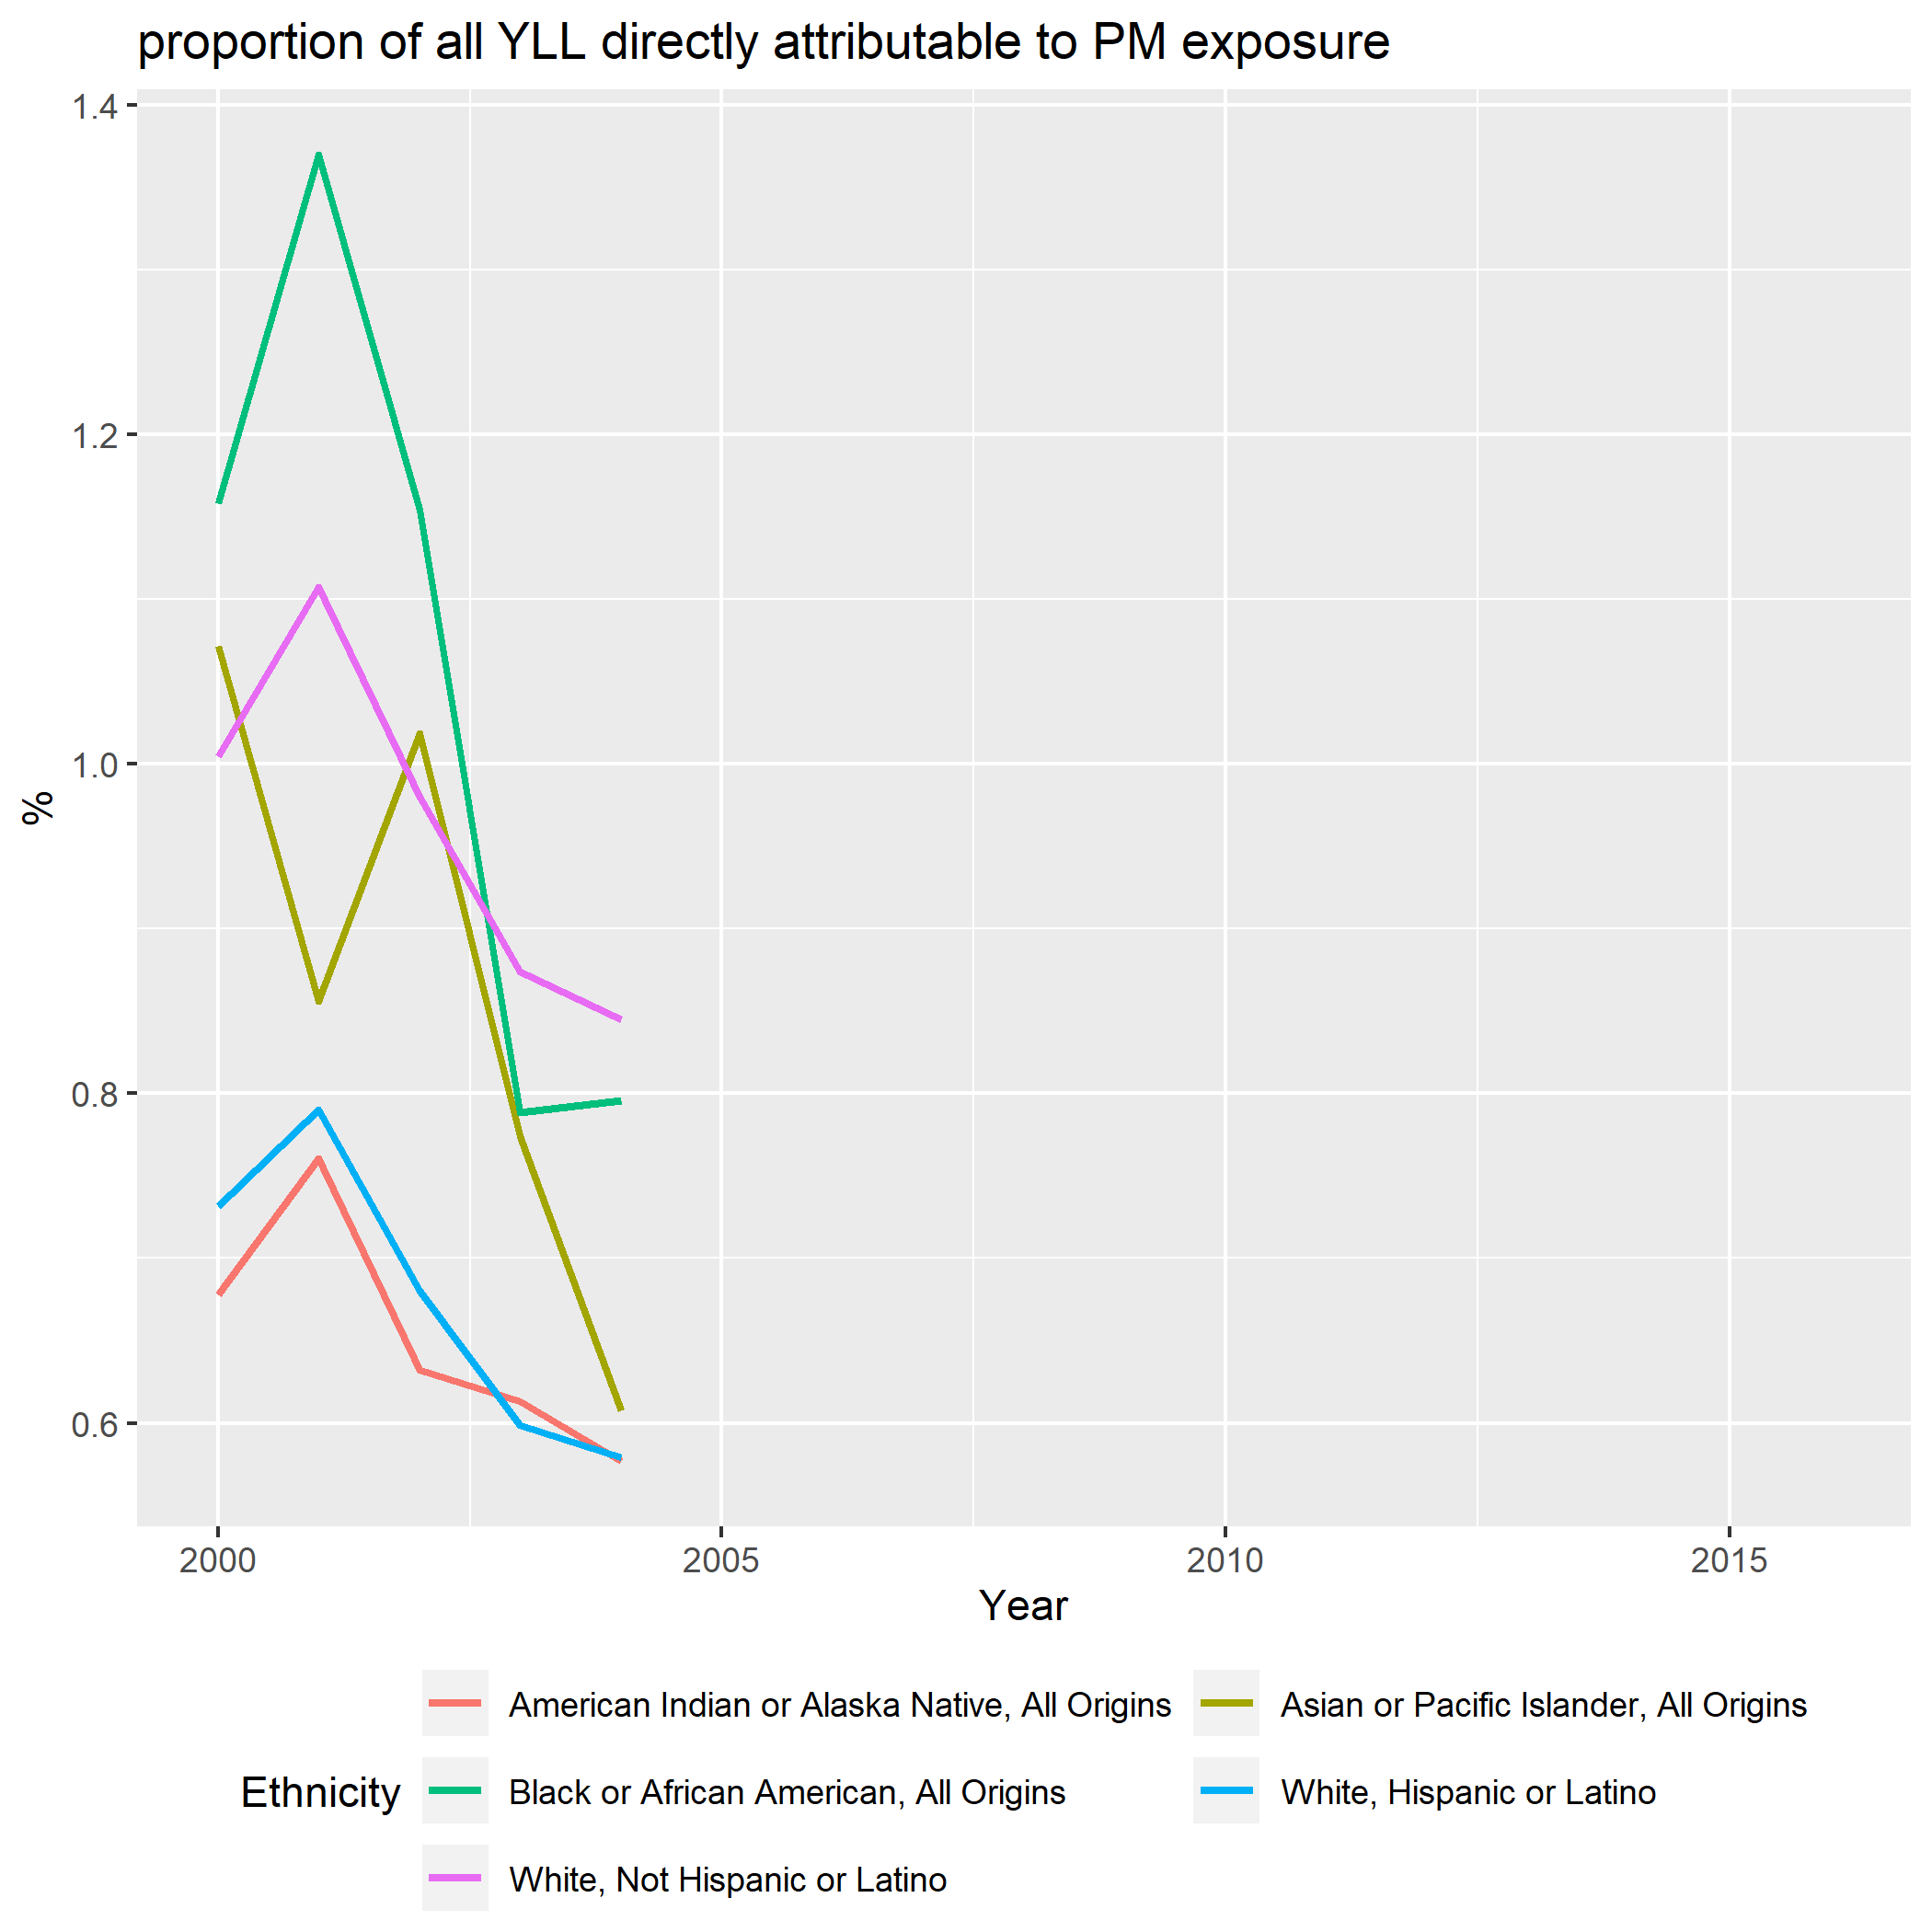 proportion of all YLL directly attributable to PM exposure
1.4
1.2
1.0
0.8
0.6
%
2000 2005 2010 2015
Year
Ethnicity
American Indian or Alaska Native, All Origins
Asian or Pacific Islander, All Origins
Black or African American, All Origins
White, Hispanic or Latino
White, Not Hispanic or Latino